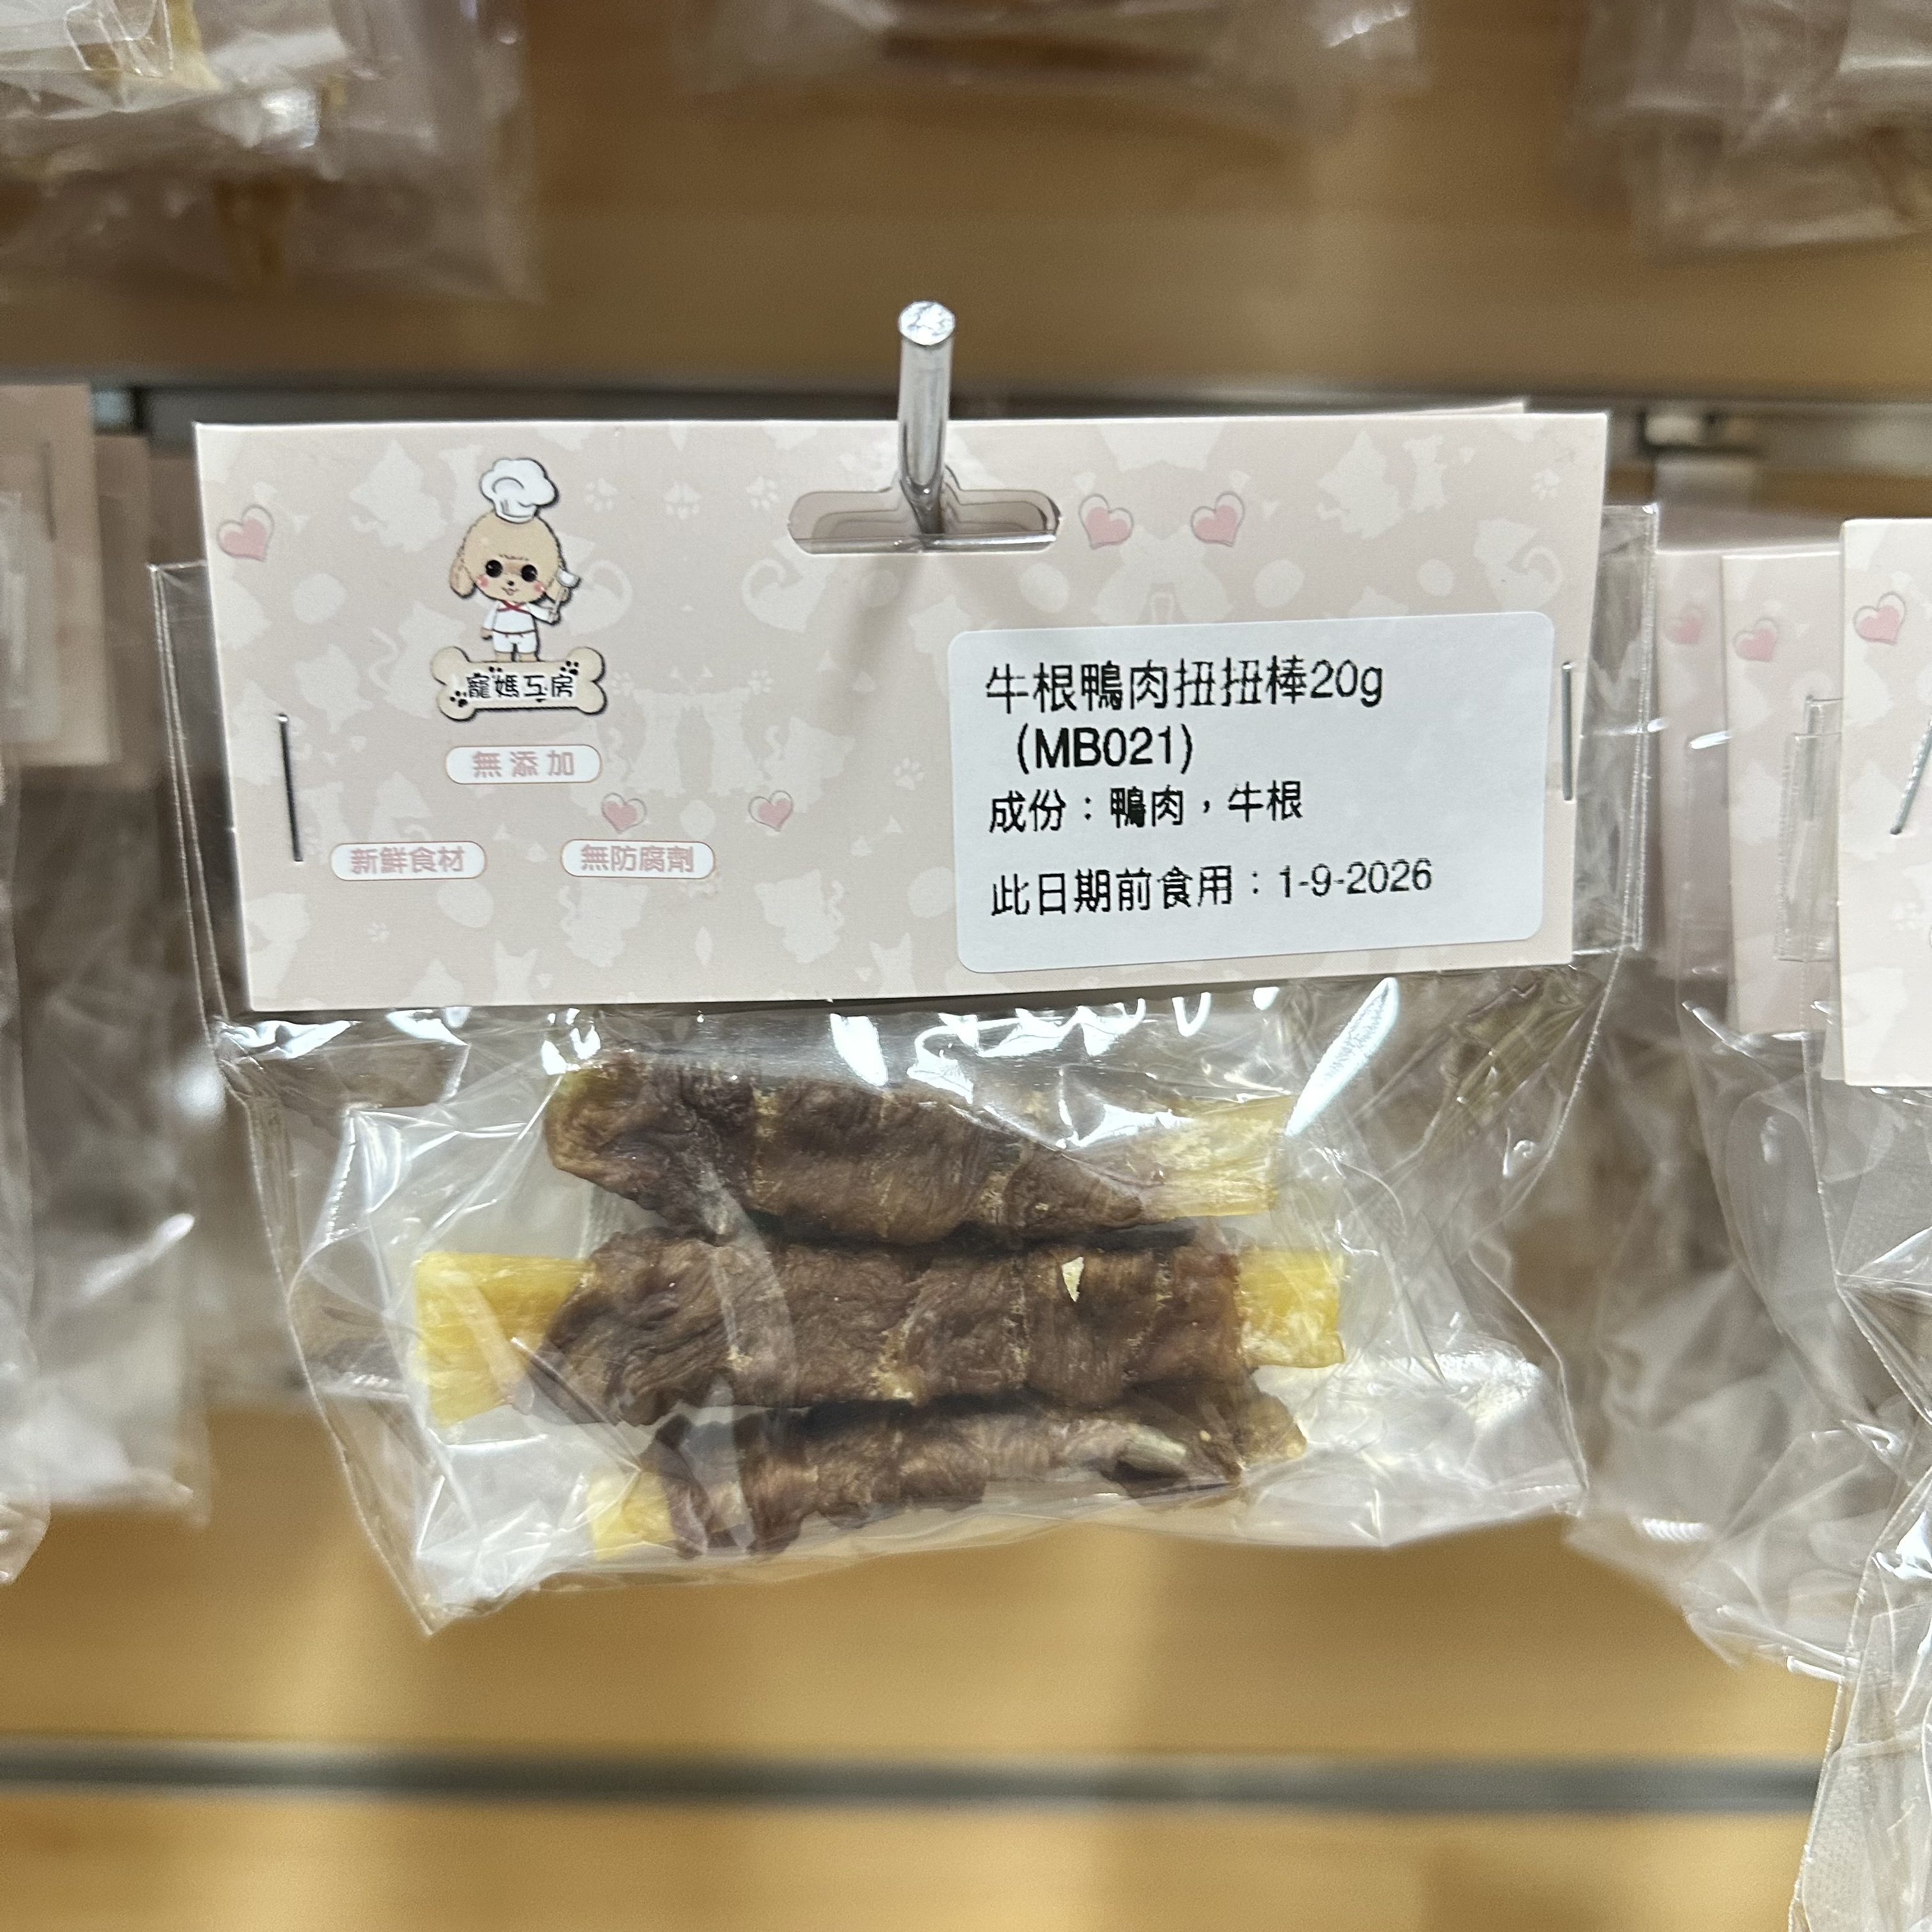 寵媽工房
無添加
新鮮食材
無防腐劑
牛根鴨肉扭扭棒20g
(MB021)
成份：鴨肉，牛根
此日期前食用：1-9-2026